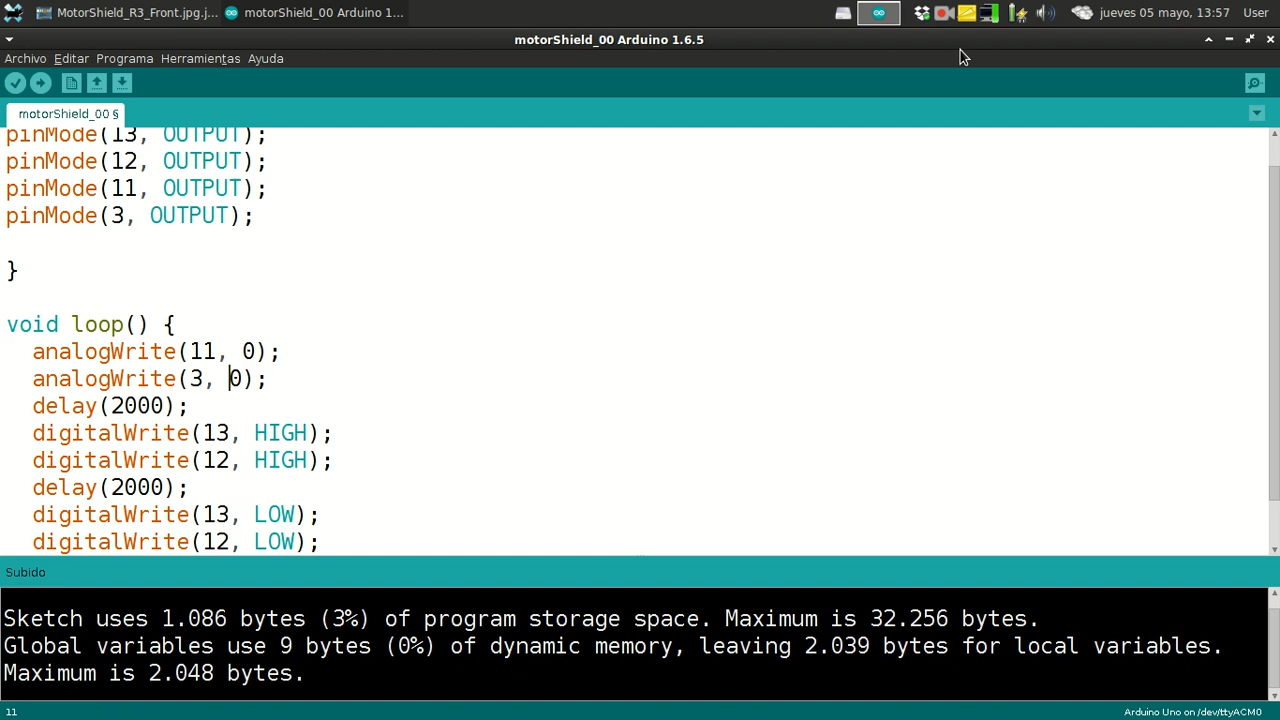 MotorShield_R3_Front.jpg.j...
motorShield_00 Arduino 1...
jueves 05 mayo, 13:57
User
motorShield_00 Arduino 1.6.5
Archivo Editar Programa Herramientas Ayuda
motorShield_00 §
pinMode(13, OUTPUT);
pinMode(12, OUTPUT);
pinMode(11, OUTPUT);
pinMode(3, OUTPUT);
}
void loop() {
analogWrite(11, 0);
analogWrite(3, 0);
delay(2000);
digitalWrite(13, HIGH);
digitalWrite(12, HIGH);
delay(2000);
digitalWrite(13, LOW);
digitalWrite(12, LOW);
Subido
Sketch uses 1.086 bytes (3%) of program storage space. Maximum is 32.256 bytes.
Global variables use 9 bytes (0%) of dynamic memory, leaving 2.039 bytes for local variables.
Maximum is 2.048 bytes.
11
Arduino Uno on /dev/ttyACM0